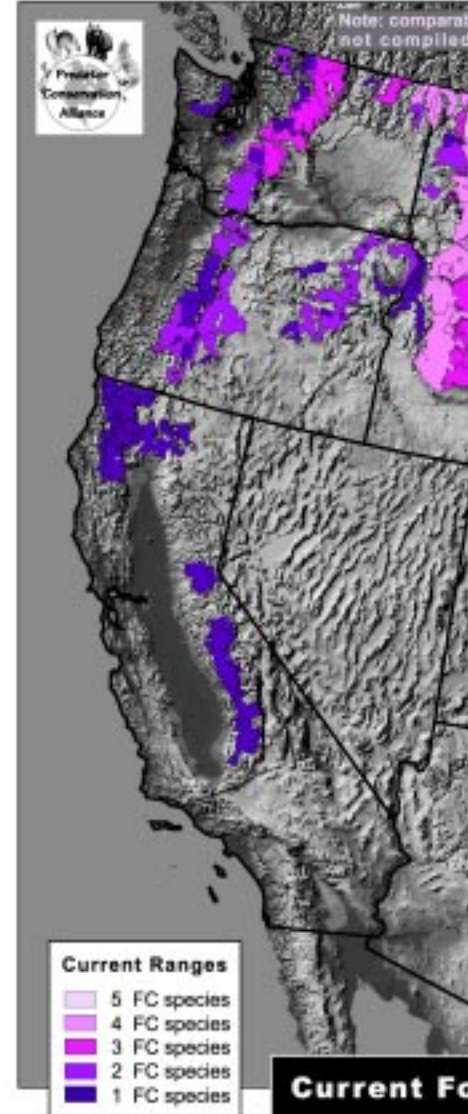 Note: compara
not compiled
Predator
Conservation
Alliance
Current Ranges
5 FC species
4 FC species
3 FC species
2 FC species
1 FC species
Current Fo